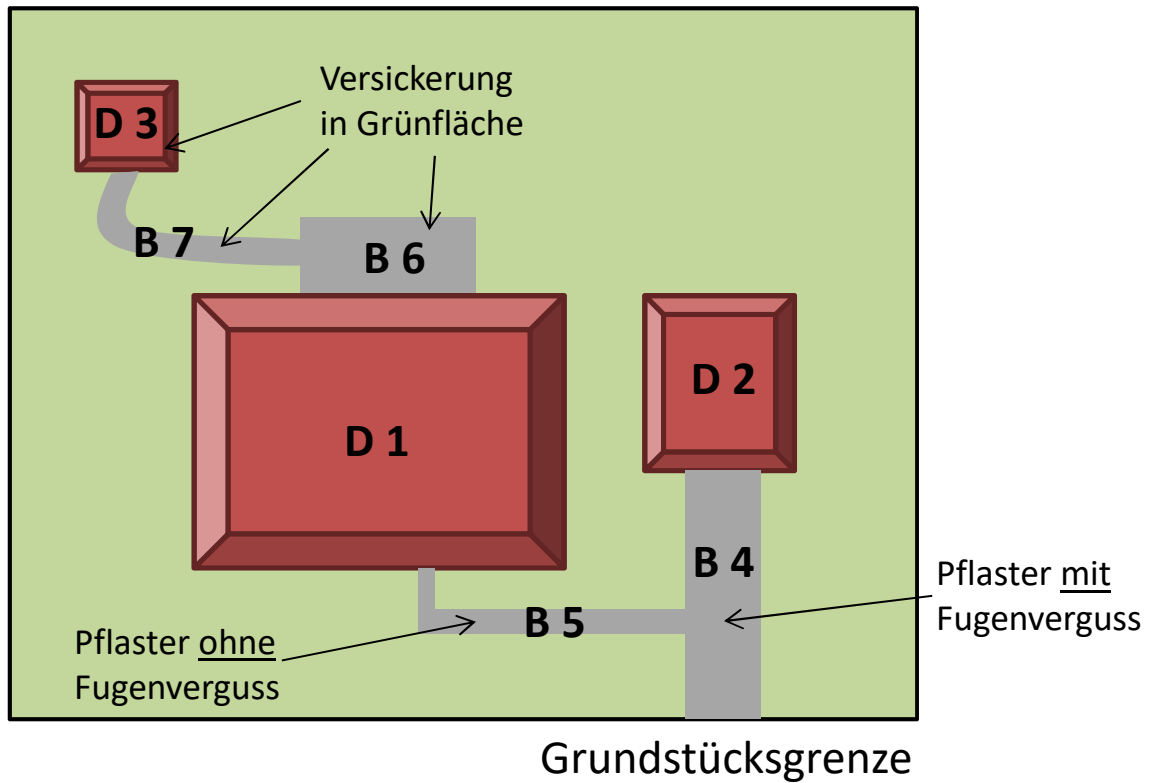 Versickerung
in Grünfläche
D 3
B 7
B 6
D 2
D 1
B 4
Pflaster mit
Fugenverguss
B 5
Pflaster ohne
Fugenverguss
Grundstücksgrenze